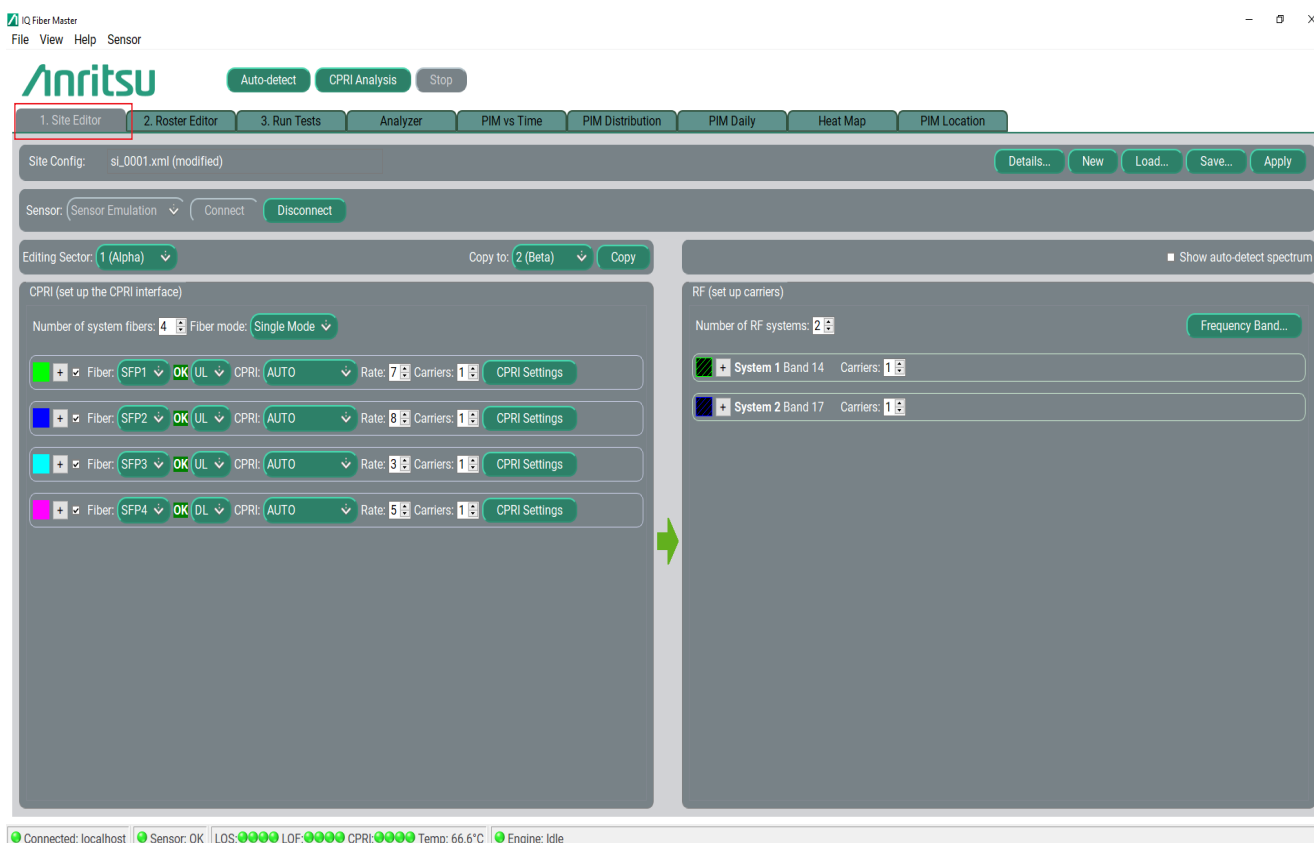 IQ Fiber Master
File View Help Sensor
Anritsu
Auto-detect CPRI Analysis Stop
1. Site Editor 2. Roster Editor 3. Run Tests Analyzer PIM vs Time PIM Distribution PIM Daily Heat Map PIM Location
Site Config: si_0001.xml (modified) Details... New Load... Save... Apply
Sensor: Sensor Emulation Connect Disconnect
Editing Sector: 1 (Alpha) Copy to: 2 (Beta) Copy
Show auto-detect spectrum
CPRI (set up the CPRI interface)
Number of system fibers: 4 Fiber mode: Single Mode
+ Fiber: SFP1 OK UL CPRI: AUTO Rate: 7 Carriers: 1 CPRI Settings
+ Fiber: SFP2 OK UL CPRI: AUTO Rate: 8 Carriers: 1 CPRI Settings
+ Fiber: SFP3 OK UL CPRI: AUTO Rate: 3 Carriers: 1 CPRI Settings
+ Fiber: SFP4 OK DL CPRI: AUTO Rate: 5 Carriers: 1 CPRI Settings
RF (set up carriers)
Number of RF systems: 2 Frequency Band...
+ System 1 Band 14 Carriers: 1
+ System 2 Band 17 Carriers: 1
Connected: localhost Sensor: OK LOS: LOF: CPRI: Temp: 66.6°C Engine: Idle